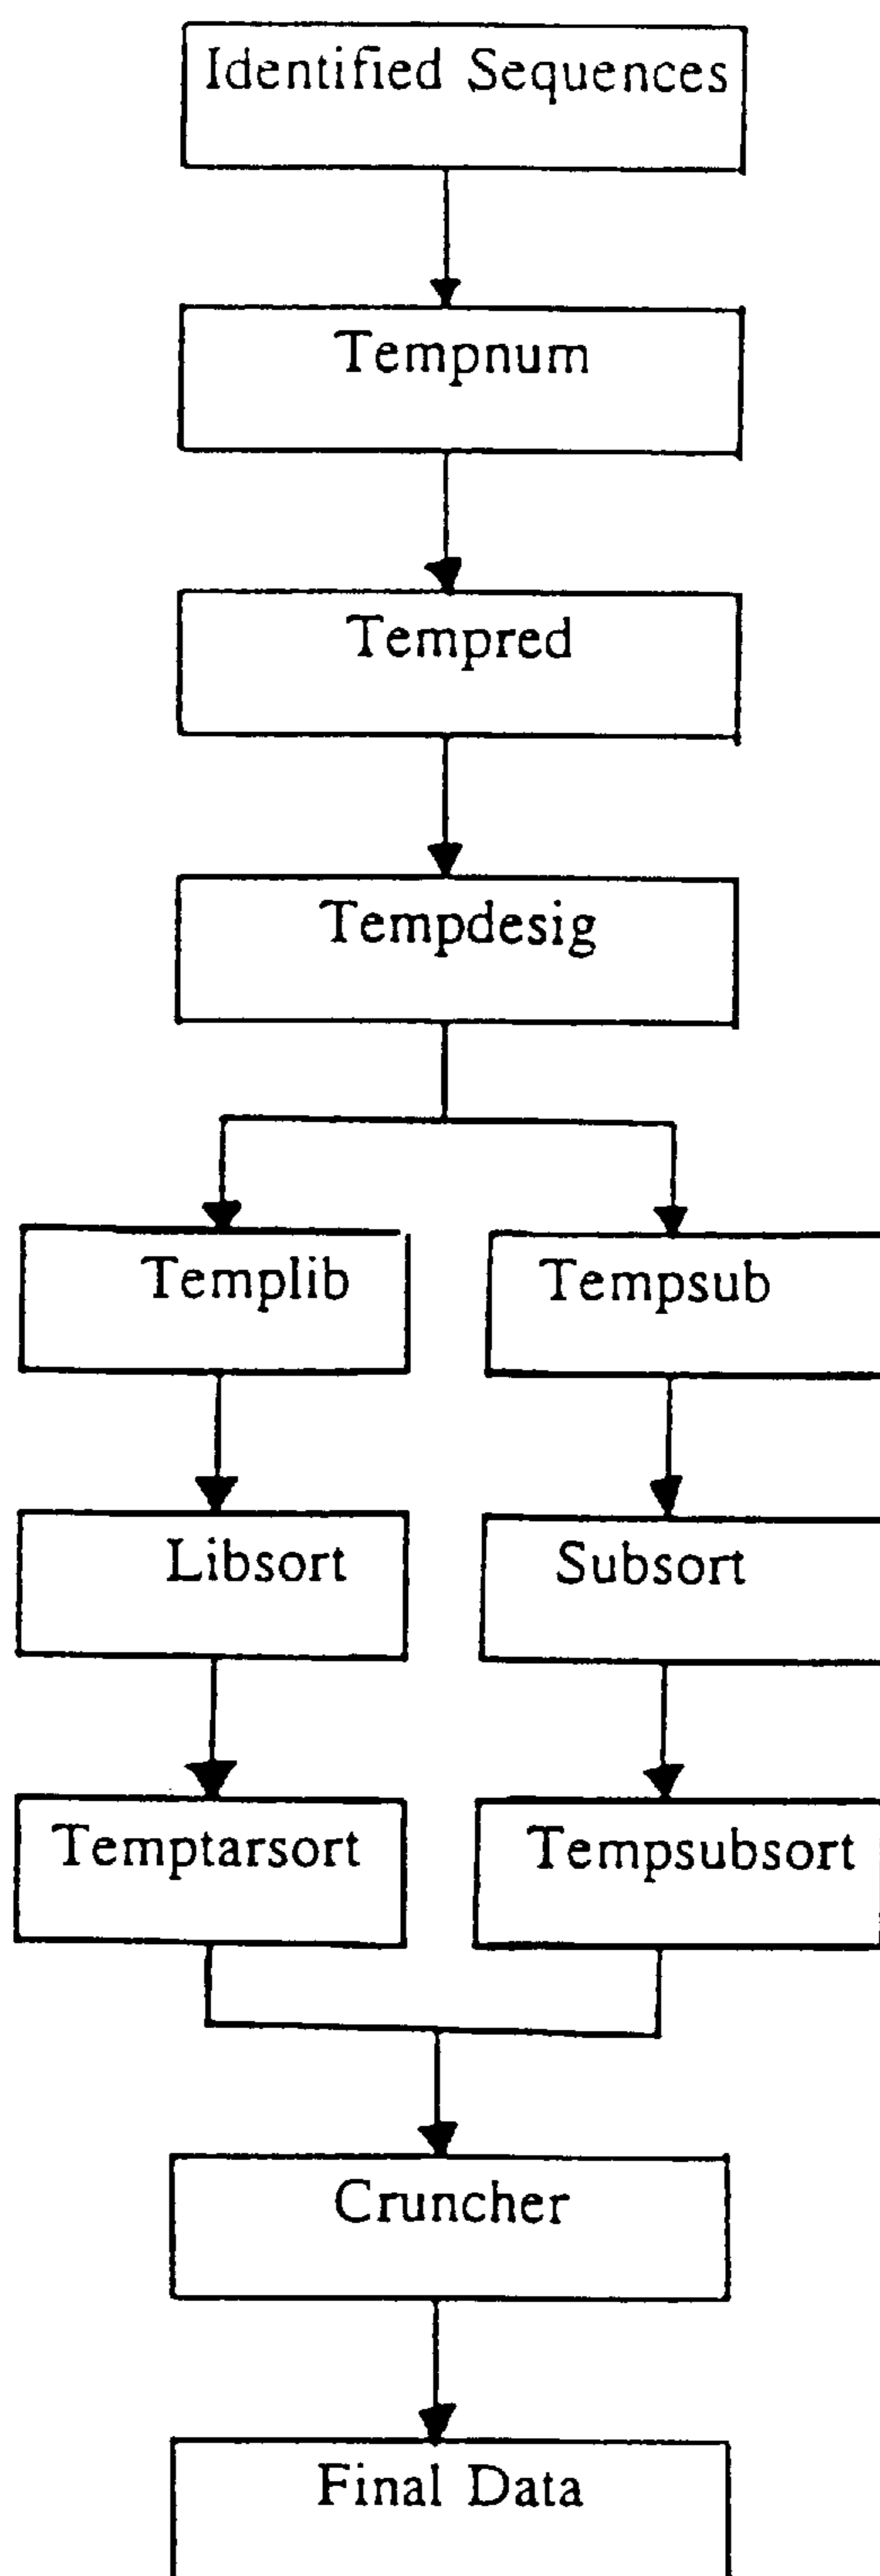 Identified Sequences
Tempnum
Tempred
Tempdesig
Templib
Tempsub
Libsort
Subsort
Temptarsort
Tempsubsort
Cruncher
Final Data